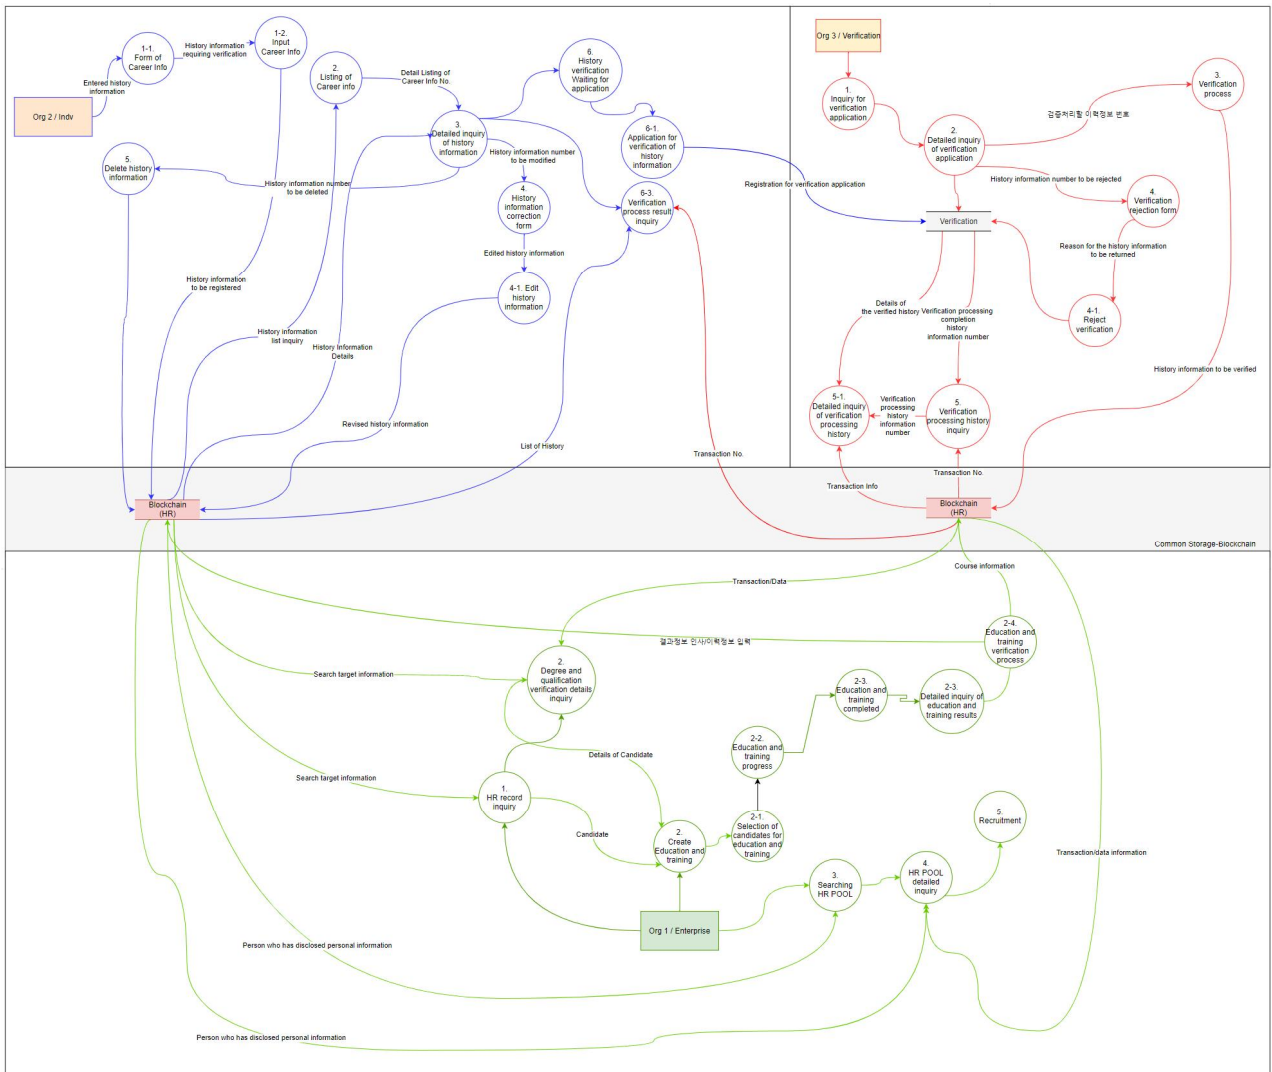 Org 2 / Indv
Entered history
information
1-1.
Form of
Career Info
History information
requiring verification
1-2.
Input
Career Info
2.
Listing of
Career info
Detail Listing of
Career Info No.
3.
Detailed inquiry
of history
information
5.
Delete history
information
History information number
to be deleted
History information number
to be modified
4.
History
information
correction
form
Edited history information
4-1. Edit
history
information
6.
History
verification
Waiting for
application
6-1.
Application for
verification of
history
information
6-3.
Verification
process result
inquiry
Registration for verification application
History information
to be registered
History information
list inquiry
History Information
Details
Revised history information
List of History
Transaction No.
Org 3 / Verification
1.
Inquiry for
verification
application
2.
Detailed inquiry
of verification
application
검증처리할 이력정보 번호
3.
Verification
process
History information number to be rejected
4.
Verification
rejection form
Verification
Reason for the history information
to be returned
4-1.
Reject
verification
Details of
the verified history
Verification processing
completion
history
information number
History information to be verified
5-1.
Detailed inquiry
of verification
processing
history
Verification
processing
history
information
number
5.
Verification
processing history
inquiry
Transaction Info
Transaction No.
Blockchain
(HR)
Blockchain
(HR)
Common Storage-Blockchain
Transaction/Data
Course information
결과정보 인사/이력정보 입력
2-4.
Education and
training
verification
process
Search target information
2.
Degree and
qualification
verification details
inquiry
2-3.
Education and
training
completed
2-3.
Detailed inquiry of
education and
training results
2-2.
Education and
training
progress
Details of Candidate
Search target information
1.
HR record
inquiry
Candidate
2.
Create
Education and
training
2-1.
Selection of
candidates for
education and
training
5.
Recruitment
3.
Searching
HR POOL
4.
HR POOL
detailed
inquiry
Transaction/data information
Org 1 / Enterprise
Person who has disclosed personal information
Person who has disclosed personal information